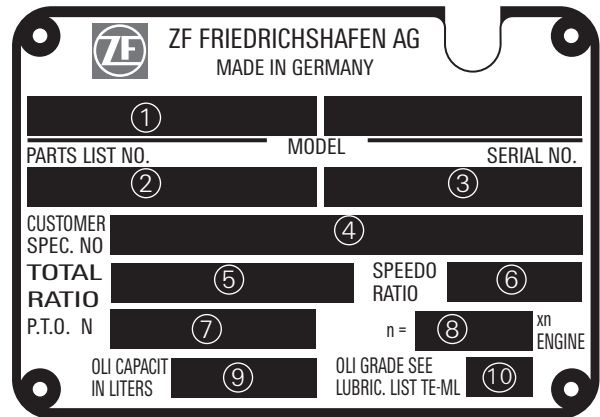 ZF ZF FRIEDRICHSHAFEN AG
MADE IN GERMANY
①
MODEL
PARTS LIST NO. SERIAL NO.
② ③
CUSTOMER
SPEC. NO ④
TOTAL
RATIO ⑤ SPEEDO
RATIO ⑥
P.T.O. N ⑦ n = ⑧ xn
ENGINE
OLI CAPACIT
IN LITERS ⑨ OLI GRADE SEE
LUBRIC. LIST TE-ML ⑩